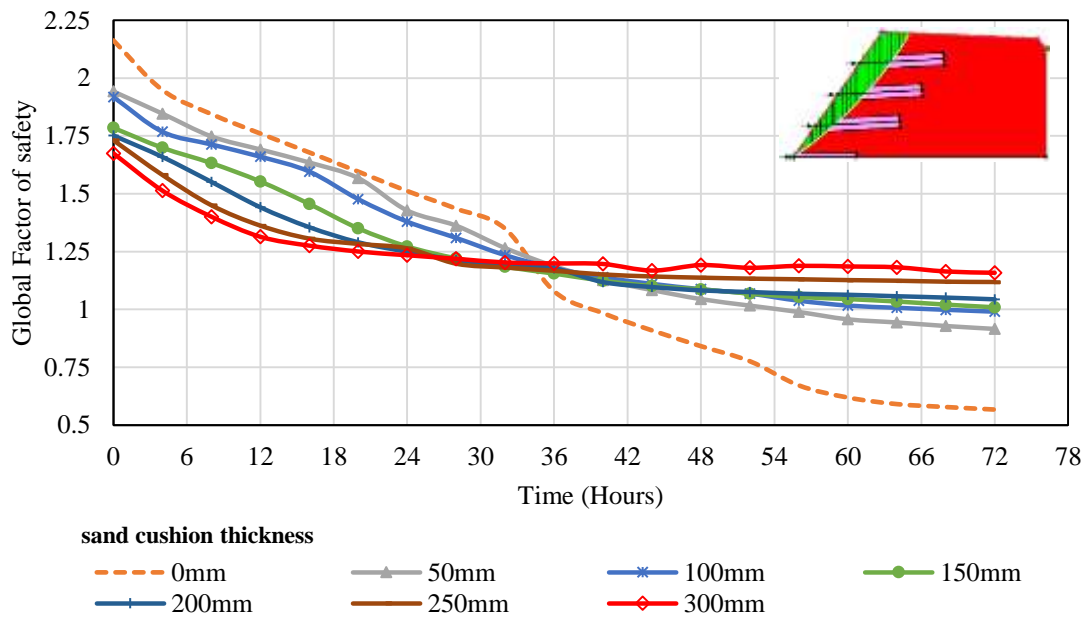 Global Factor of safety
2.25
2
1.75
1.5
1.25
1
0.75
0.5
0 6 12 18 24 30 36 42 48 54 60 66 72 78
Time (Hours)
sand cushion thickness
0mm 50mm 100mm 150mm
200mm 250mm 300mm